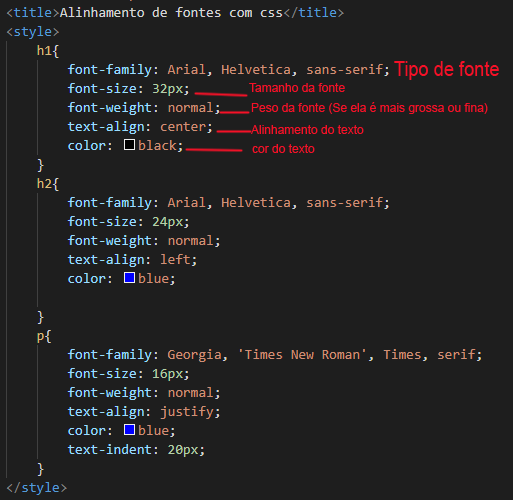 <title>Alinhamento de fontes com css</title>
<style>
h1{
font-family: Arial, Helvetica, sans-serif; Tipo de fonte
font-size: 32px; Tamanho da fonte
font-weight: normal; Peso da fonte (Se ela é mais grossa ou fina)
text-align: center; Alinhamento do texto
color: black; cor do texto
}
h2{
font-family: Arial, Helvetica, sans-serif;
font-size: 24px;
font-weight: normal;
text-align: left;
color: blue;
}
p{
font-family: Georgia, 'Times New Roman', Times, serif;
font-size: 16px;
font-weight: normal;
text-align: justify;
color: blue;
text-indent: 20px;
}
</style>